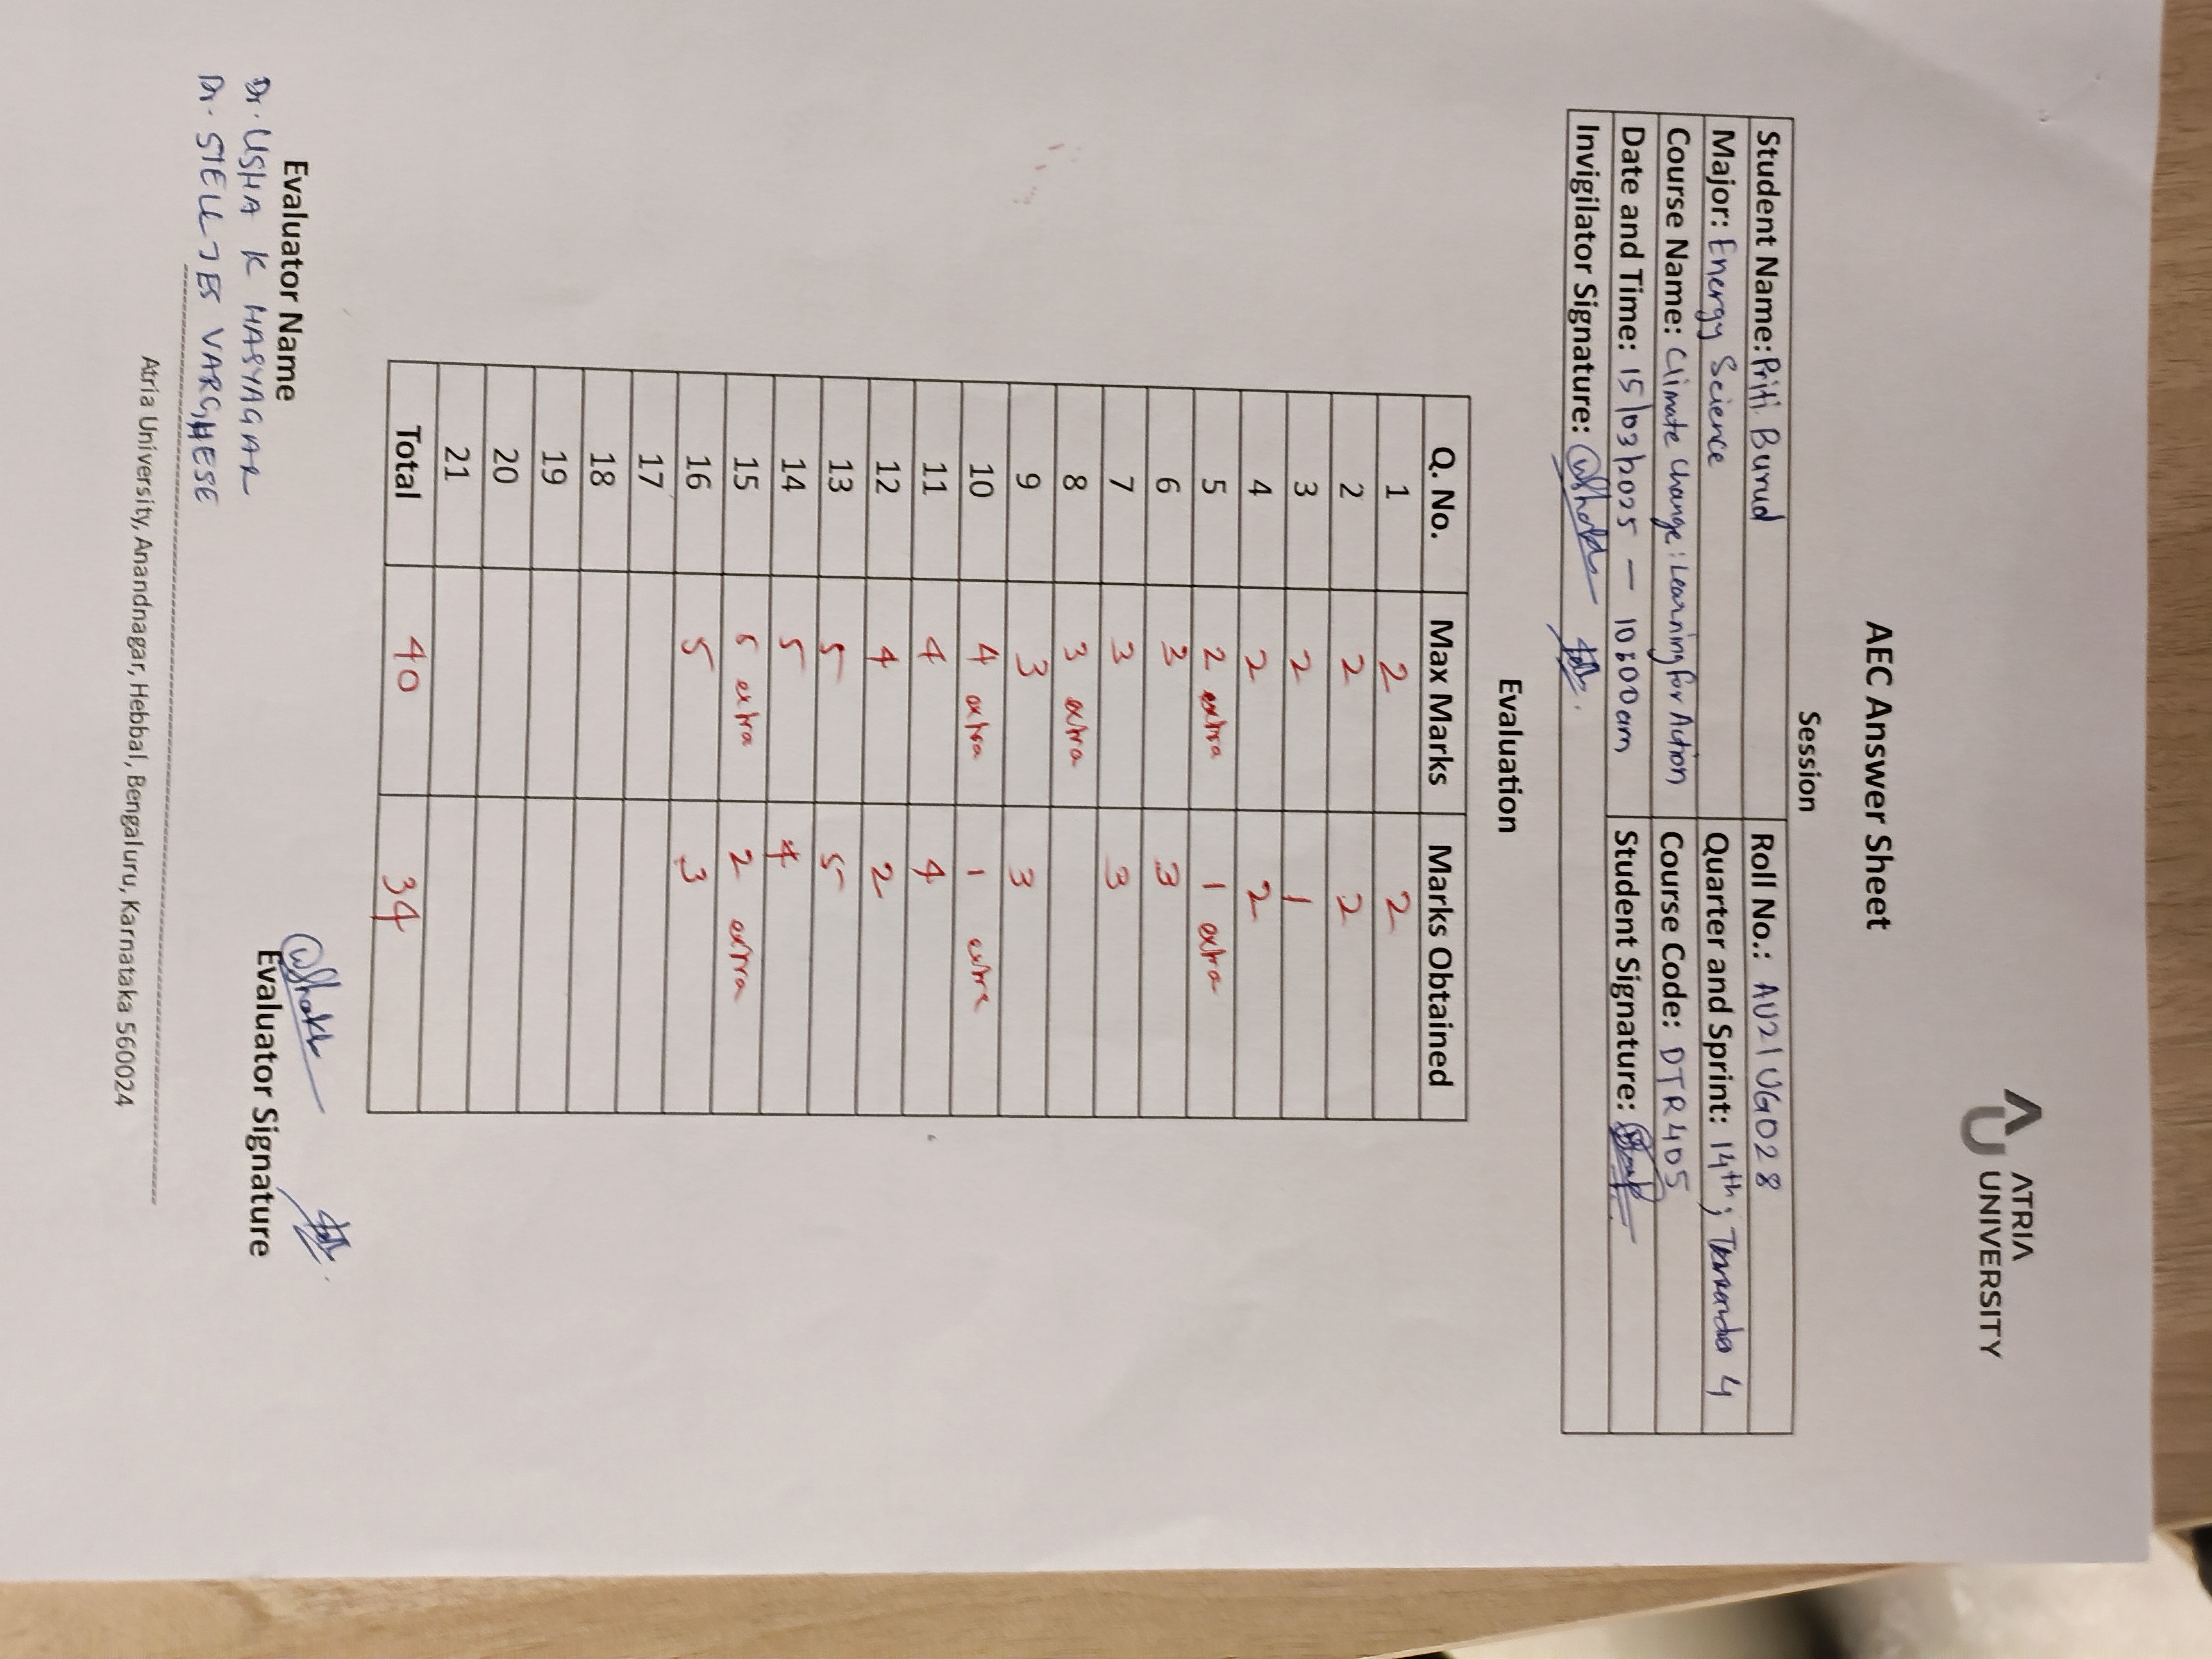 ATRIA
UNIVERSITY
AEC Answer Sheet
Session
Student Name: Priti Burud Roll No.: AU21UG028
Major: Energy Science Quarter and Sprint: 14th ; 4
Course Name: Climate Change: Learning for Action Course Code: DTR405
Date and Time: 15/03/2025 — 10:00am Student Signature:
Invigilator Signature:
Evaluation
Q. No. Max Marks Marks Obtained
1 2 2
2 2 2
3 2 1
4 2 2
5 2 extra 1 extra
6 3 3
7 3 3
8 3 extra
9 3 3
10 4 extra 1 extra
11 4 4
12 4 2
13 5 5
14 5 4
15 5 extra 2 extra
16 5 3
17
18
19
20
21
Total 40 34
Evaluator Name Evaluator Signature
Dr. USHA K HASYAGAR
Dr. STELLJES VARGHESE
Atria University, Anandnagar, Hebbal, Bengaluru, Karnataka 560024